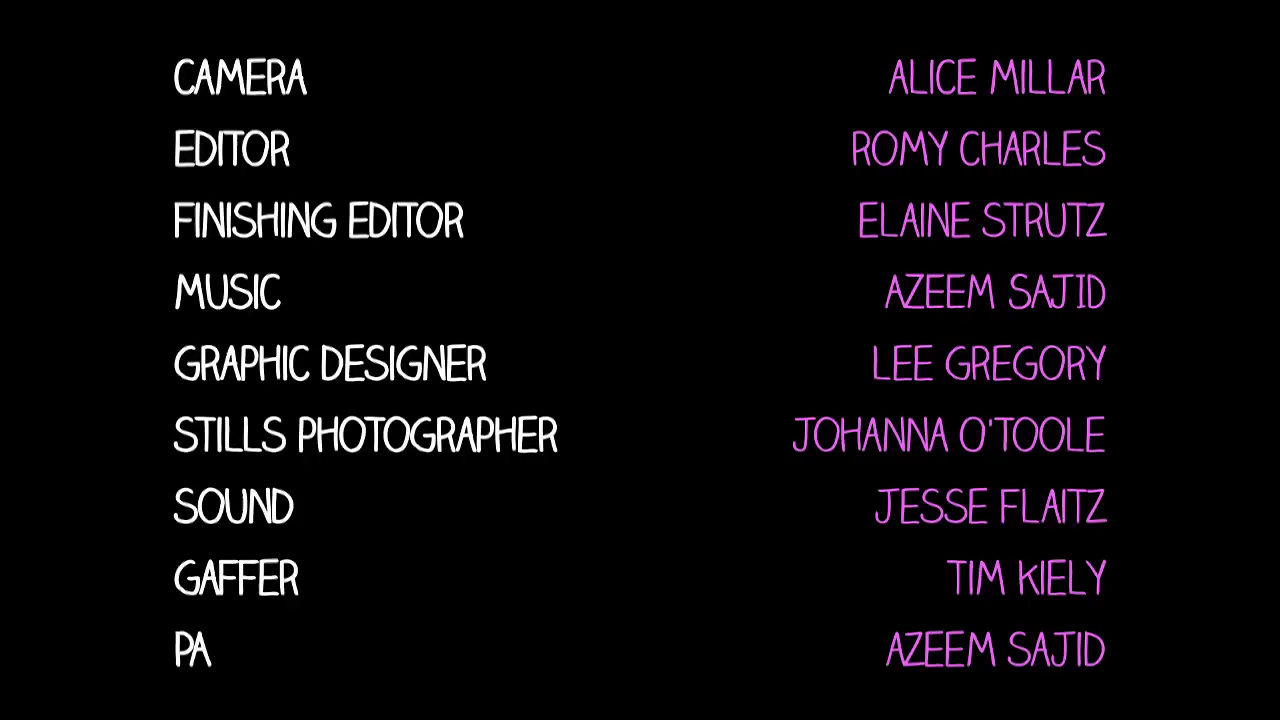 CAMERA ALICE MILLAR
EDITOR ROMY CHARLES
FINISHING EDITOR ELAINE STRUTZ
MUSIC AZEEM SAJID
GRAPHIC DESIGNER LEE GREGORY
STILLS PHOTOGRAPHER JOHANNA O'TOOLE
SOUND JESSE FLAITZ
GAFFER TIM KIELY
PA AZEEM SAJID